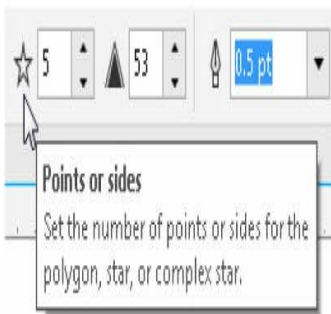 5 53 0.5 pt
Points or sides
Set the number of points or sides for the
polygon, star, or complex star.